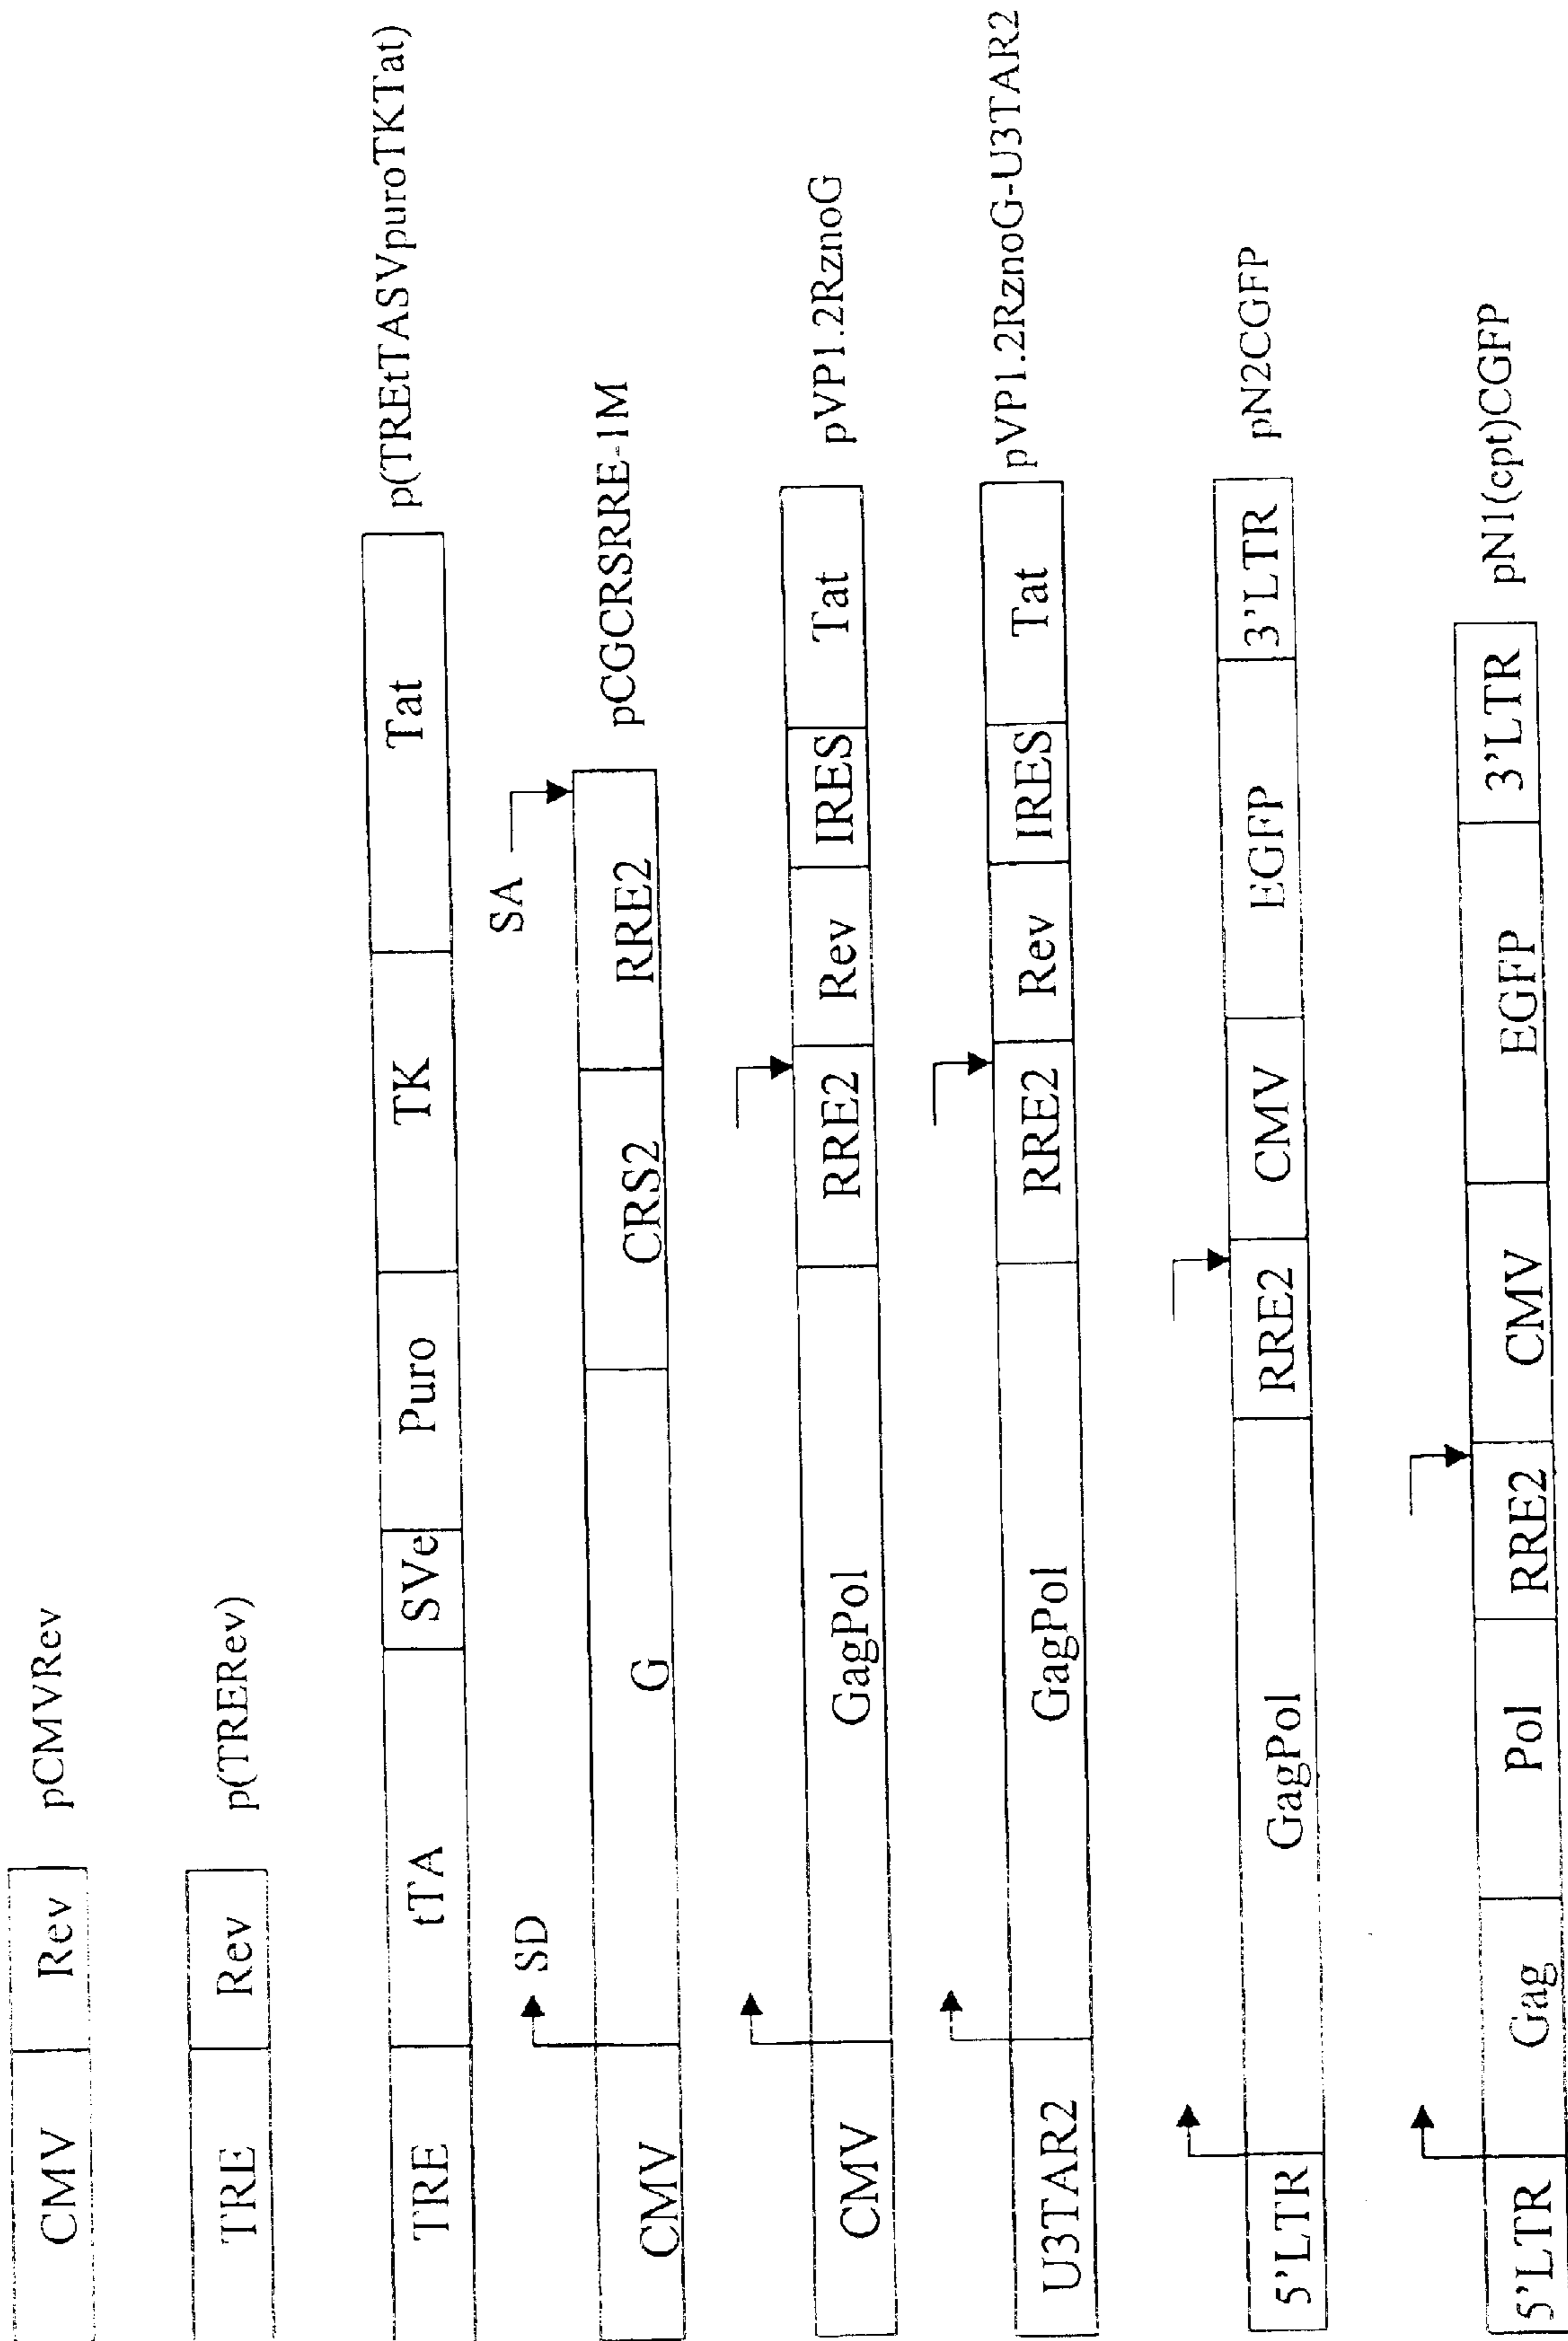 CMV Rev pCMVRev
TRE Rev p(TRERev)
TRE tTA SVe Puro TK Tat p(TREtTASVpuroTKTat)
SD SA
CMV G CRS2 RRE2 pCGCRSRRE-1M
CMV GagPol RRE2 Rev IRES Tat pVP1.2RznoG
U3TAR2 GagPol RRE2 Rev IRES Tat pVP1.2RznoG-U3TAR2
5'LTR GagPol RRE2 CMV EGFP 3'LTR pN2CGFP
5'LTR Gag Pol RRE2 CMV EGFP 3'LTR pN1(cpt)CGFP